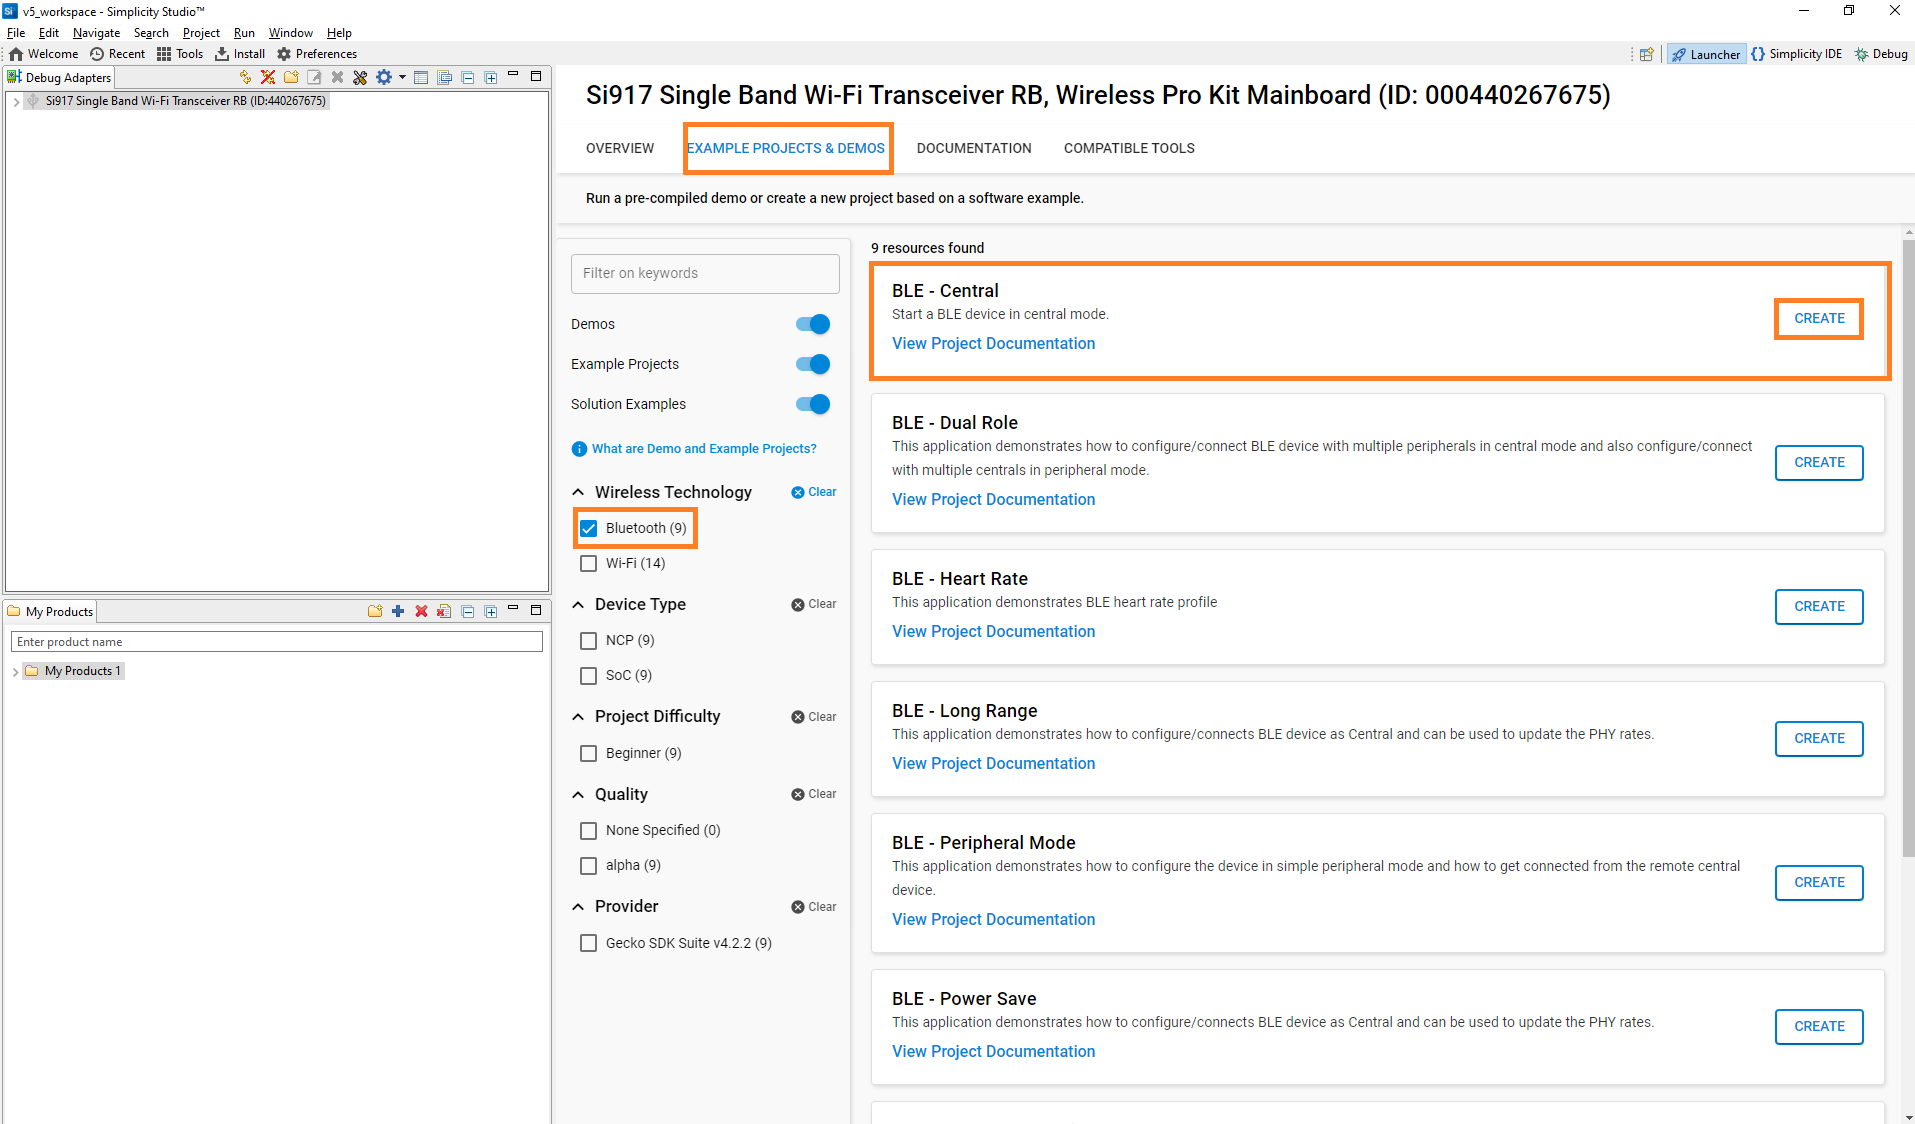 v5_workspace - Simplicity Studio™
File Edit Navigate Search Project Run Window Help
Welcome Recent Tools Install Preferences
Launcher Simplicity IDE Debug
Debug Adapters
Si917 Single Band Wi-Fi Transceiver RB (ID:440267675)
My Products
Enter product name
My Products 1
Si917 Single Band Wi-Fi Transceiver RB, Wireless Pro Kit Mainboard (ID: 000440267675)
OVERVIEW EXAMPLE PROJECTS & DEMOS DOCUMENTATION COMPATIBLE TOOLS
Run a pre-compiled demo or create a new project based on a software example.
Filter on keywords
Demos
Example Projects
Solution Examples
What are Demo and Example Projects?
Wireless Technology Clear
Bluetooth (9)
Wi-Fi (14)
Device Type Clear
NCP (9)
SoC (9)
Project Difficulty Clear
Beginner (9)
Quality Clear
None Specified (0)
alpha (9)
Provider Clear
Gecko SDK Suite v4.2.2 (9)
9 resources found
BLE - Central
Start a BLE device in central mode.
View Project Documentation
CREATE
BLE - Dual Role
This application demonstrates how to configure/connect BLE device with multiple peripherals in central mode and also configure/connect
with multiple centrals in peripheral mode.
View Project Documentation
CREATE
BLE - Heart Rate
This application demonstrates BLE heart rate profile
View Project Documentation
CREATE
BLE - Long Range
This application demonstrates how to configure/connects BLE device as Central and can be used to update the PHY rates.
View Project Documentation
CREATE
BLE - Peripheral Mode
This application demonstrates how to configure the device in simple peripheral mode and how to get connected from the remote central
device.
View Project Documentation
CREATE
BLE - Power Save
This application demonstrates how to configure/connects BLE device as Central and can be used to update the PHY rates.
View Project Documentation
CREATE